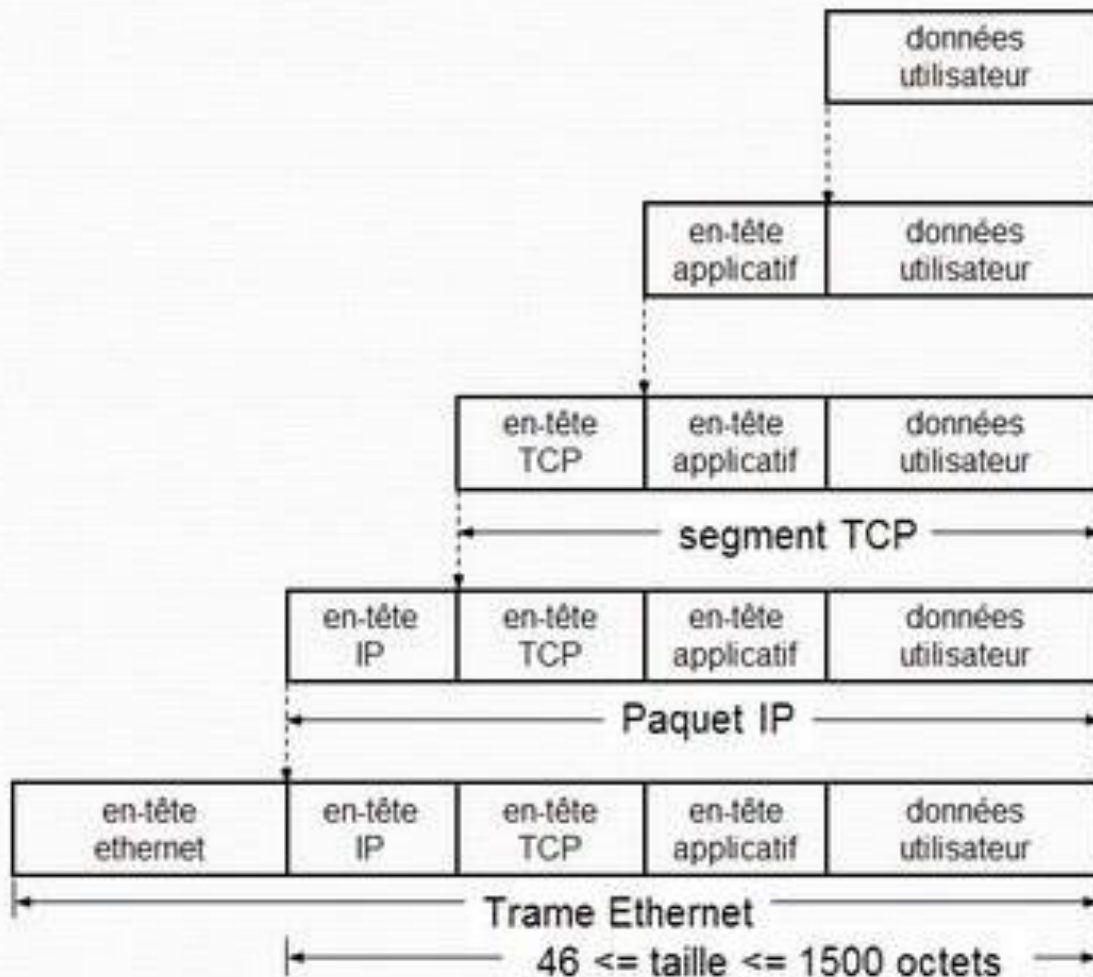 données
utilisateur
en-tête
applicatif
données
utilisateur
en-tête
TCP
en-tête
applicatif
données
utilisateur
segment TCP
en-tête
IP
en-tête
TCP
en-tête
applicatif
données
utilisateur
Paquet IP
en-tête
ethernet
en-tête
IP
en-tête
TCP
en-tête
applicatif
données
utilisateur
Trame Ethernet
46 <= taille <= 1500 octets